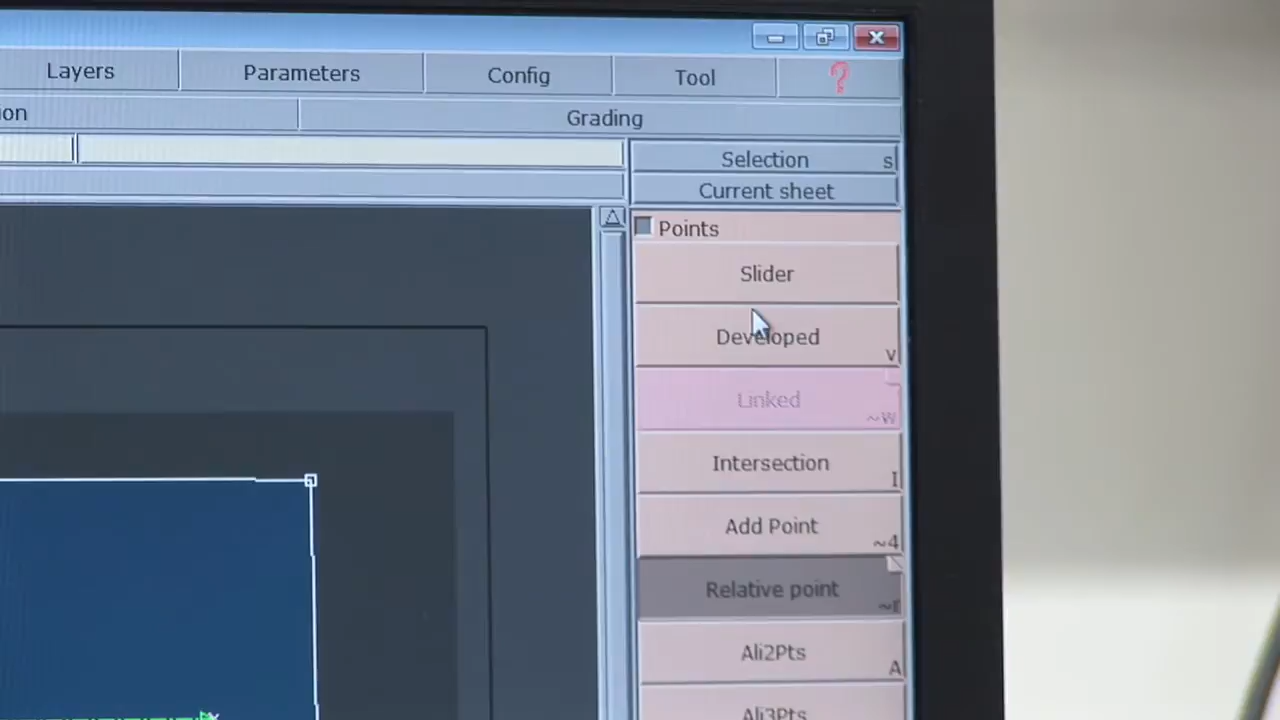 Layers Parameters Config Tool ?
on Grading
Selection s
Current sheet
Points
Slider
Developed v
Linked ~w
Intersection I
Add Point ~4
Relative point ~r
Ali2Pts A
Ali3Pts